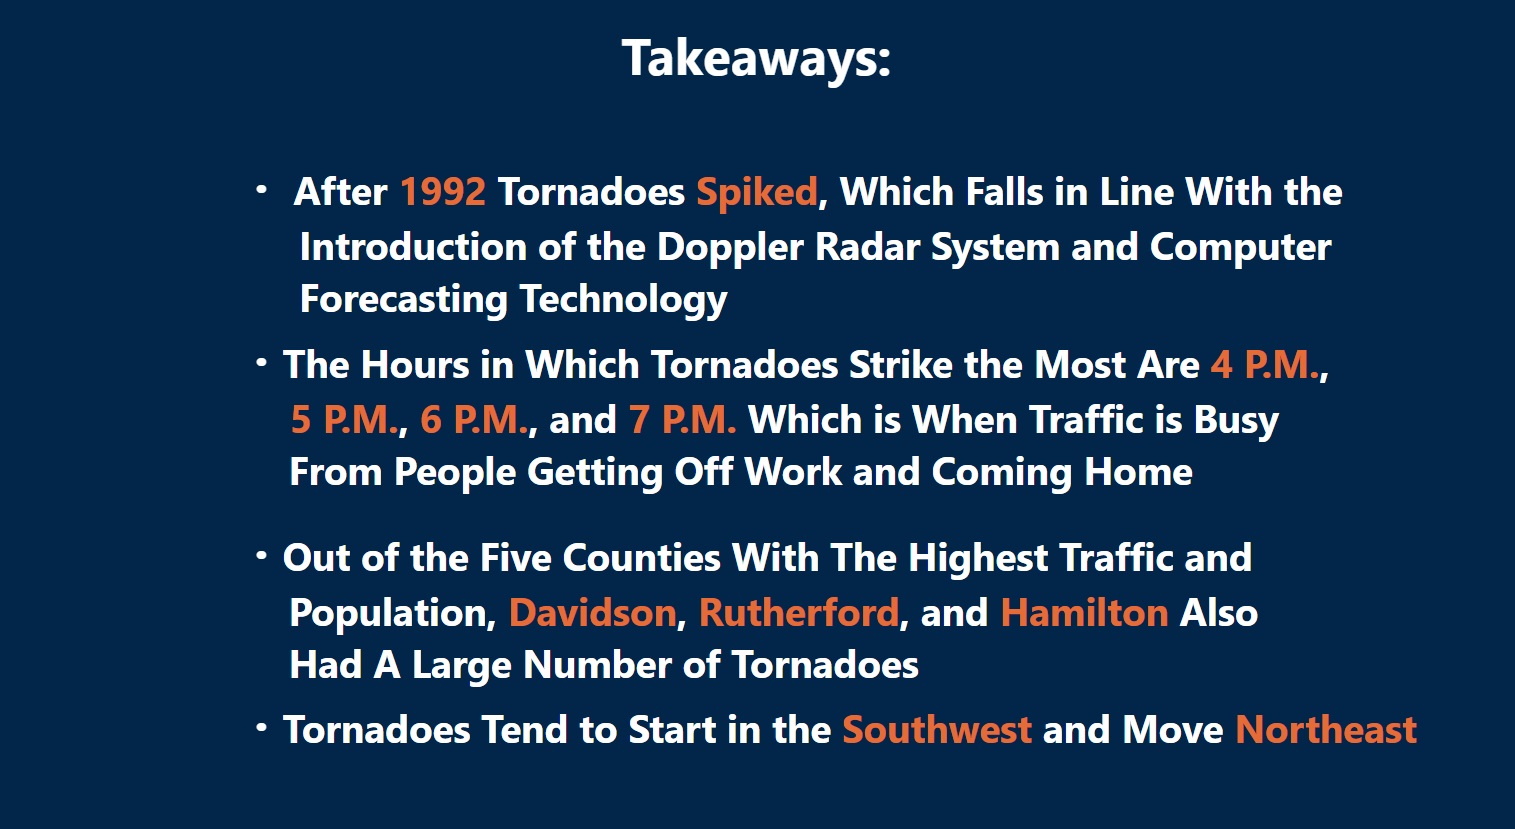 Takeaways:
• After 1992 Tornadoes Spiked, Which Falls in Line With the
Introduction of the Doppler Radar System and Computer
Forecasting Technology
• The Hours in Which Tornadoes Strike the Most Are 4 P.M.,
5 P.M., 6 P.M., and 7 P.M. Which is When Traffic is Busy
From People Getting Off Work and Coming Home
• Out of the Five Counties With The Highest Traffic and
Population, Davidson, Rutherford, and Hamilton Also
Had A Large Number of Tornadoes
• Tornadoes Tend to Start in the Southwest and Move Northeast